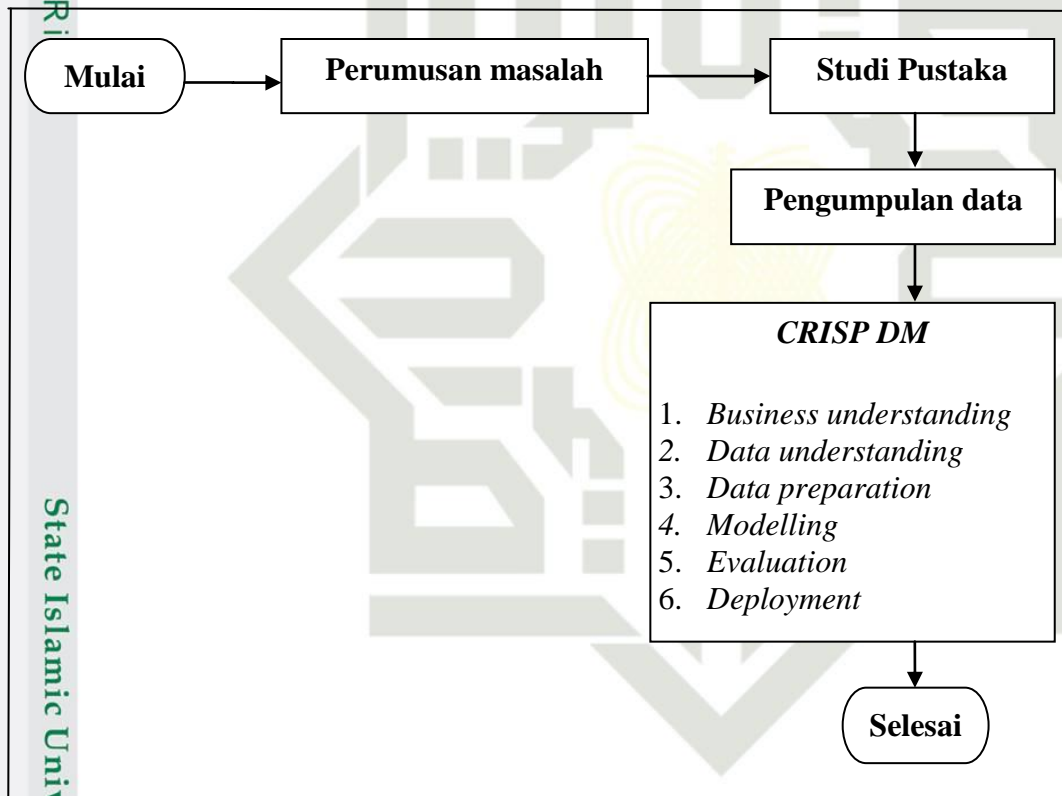 Mulai
Perumusan masalah
Studi Pustaka
Pengumpulan data
CRISP DM
1. Business understanding
2. Data understanding
3. Data preparation
4. Modelling
5. Evaluation
6. Deployment
Selesai
State Islamic